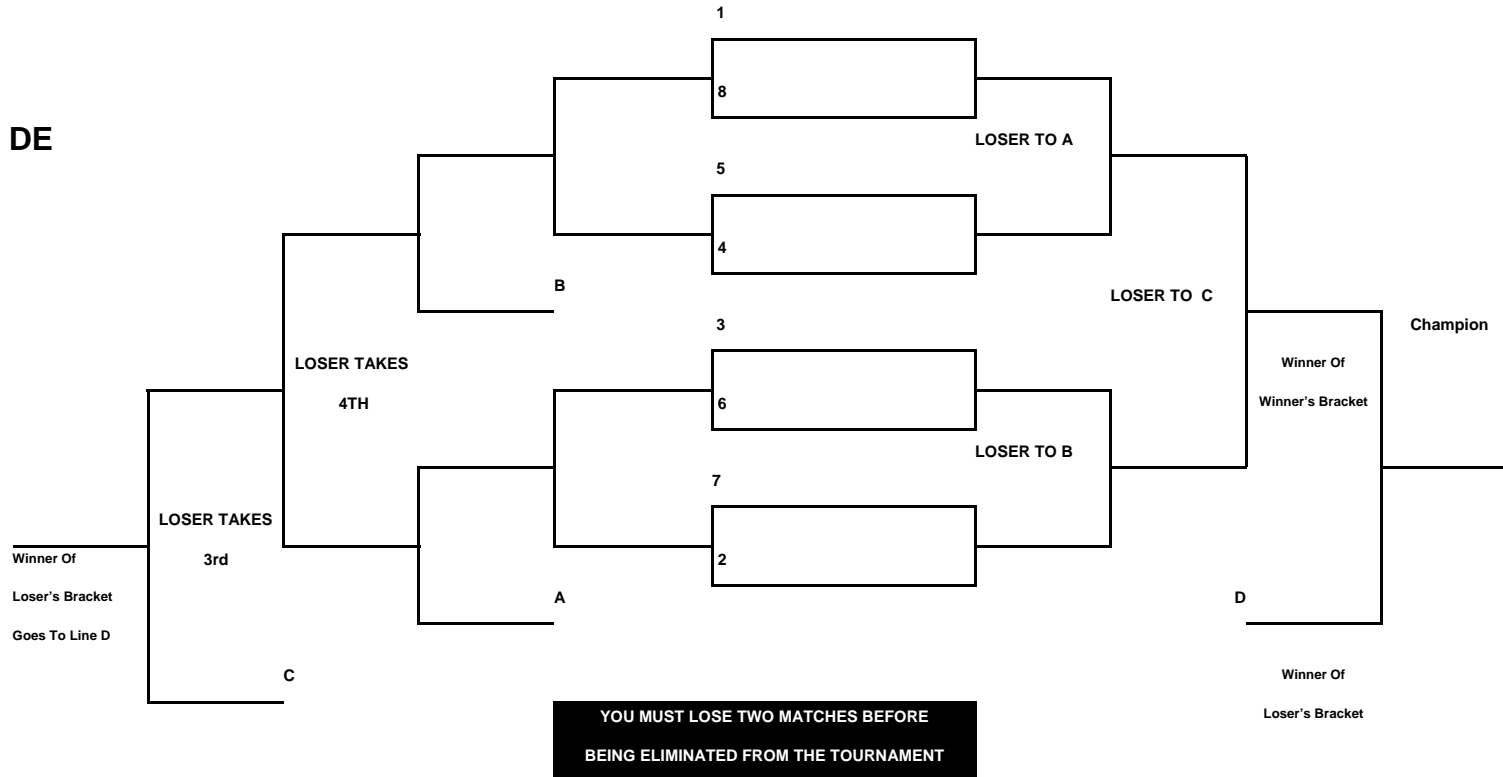 1
8
DE
LOSER TO A
5
4
B
LOSER TO  C
3
Champion
LOSER TAKES
4TH
Winner Of
Winner's Bracket
6
LOSER TO B
7
LOSER TAKES
3rd
2
Winner Of
Loser's Bracket
Goes To Line D
A
D
C
Winner Of
Loser's Bracket
YOU MUST LOSE TWO MATCHES BEFORE
BEING ELIMINATED FROM THE TOURNAMENT